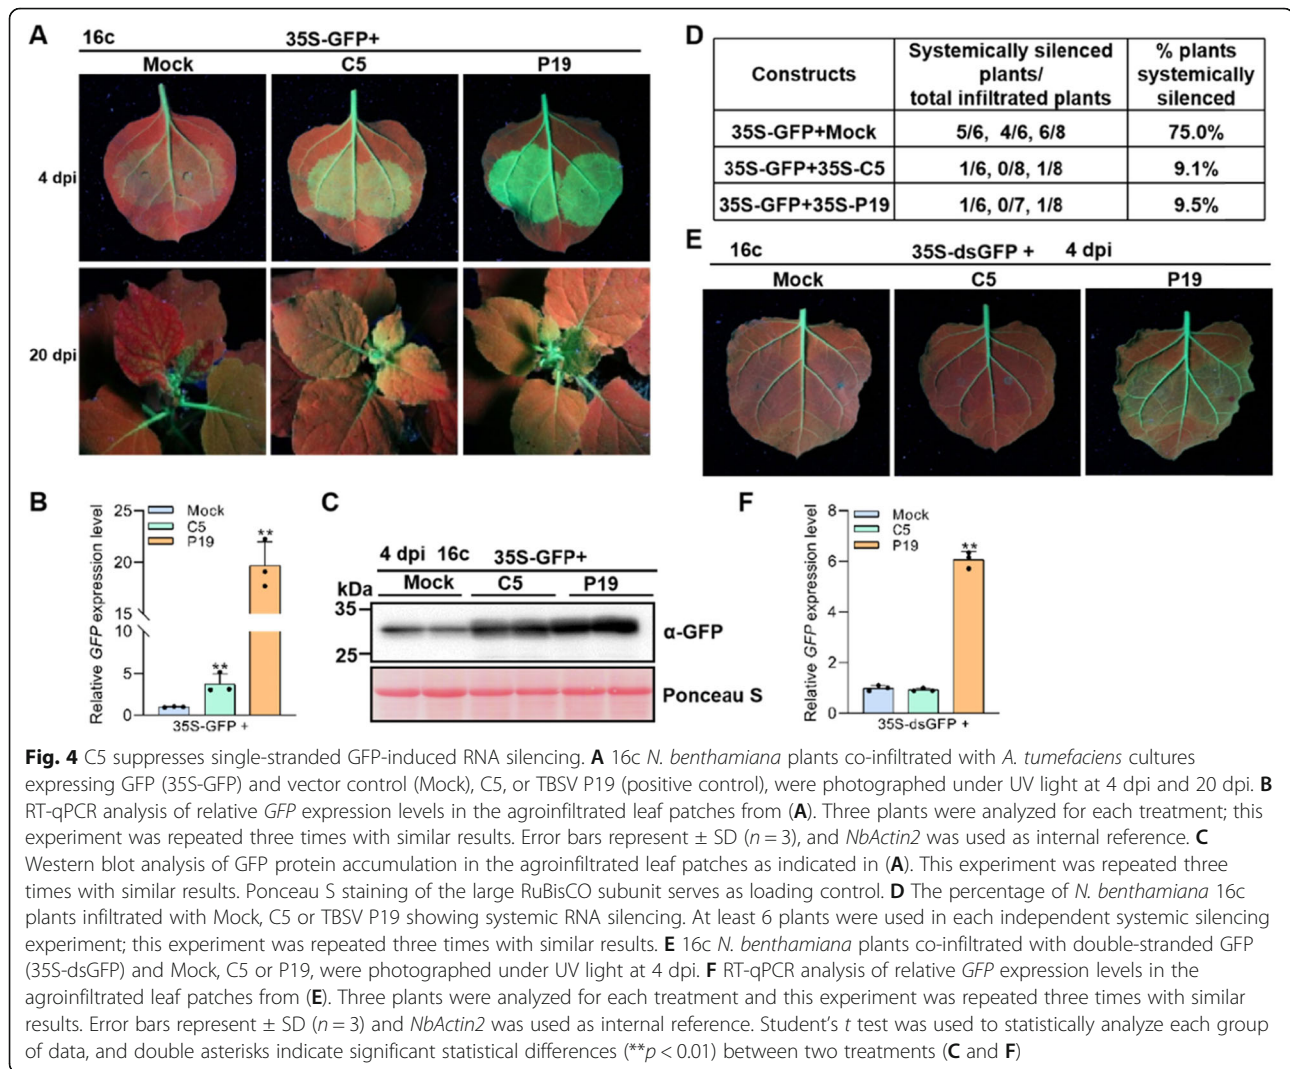 A
16c 35S-GFP+
Mock C5 P19
4 dpi
20 dpi
B
Relative GFP expression level
25
20
15
10
5
0
Mock
C5
P19
**
**
35S-GFP +
C
4 dpi 16c 35S-GFP+
kDa Mock C5 P19
35
25
α-GFP
Ponceau S
D
Constructs
Systemically silenced
plants/
total infiltrated plants
% plants
systemically
silenced
35S-GFP+Mock 5/6, 4/6, 6/8 75.0%
35S-GFP+35S-C5 1/6, 0/8, 1/8 9.1%
35S-GFP+35S-P19 1/6, 0/7, 1/8 9.5%
E
16c 35S-dsGFP + 4 dpi
Mock C5 P19
F
Relative GFP expression level
8
6
4
2
0
Mock
C5
P19
**
35S-dsGFP +
Fig. 4 C5 suppresses single-stranded GFP-induced RNA silencing. A 16c N. benthamiana plants co-infiltrated with A. tumefaciens cultures
expressing GFP (35S-GFP) and vector control (Mock), C5, or TBSV P19 (positive control), were photographed under UV light at 4 dpi and 20 dpi. B
RT-qPCR analysis of relative GFP expression levels in the agroinfiltrated leaf patches from (A). Three plants were analyzed for each treatment; this
experiment was repeated three times with similar results. Error bars represent ± SD (n = 3), and NbActin2 was used as internal reference. C
Western blot analysis of GFP protein accumulation in the agroinfiltrated leaf patches as indicated in (A). This experiment was repeated three
times with similar results. Ponceau S staining of the large RuBisCO subunit serves as loading control. D The percentage of N. benthamiana 16c
plants infiltrated with Mock, C5 or TBSV P19 showing systemic RNA silencing. At least 6 plants were used in each independent systemic silencing
experiment; this experiment was repeated three times with similar results. E 16c N. benthamiana plants co-infiltrated with double-stranded GFP
(35S-dsGFP) and Mock, C5 or P19, were photographed under UV light at 4 dpi. F RT-qPCR analysis of relative GFP expression levels in the
agroinfiltrated leaf patches from (E). Three plants were analyzed for each treatment and this experiment was repeated three times with similar
results. Error bars represent ± SD (n = 3) and NbActin2 was used as internal reference. Student's t test was used to statistically analyze each group
of data, and double asterisks indicate significant statistical differences (**p < 0.01) between two treatments (C and F)